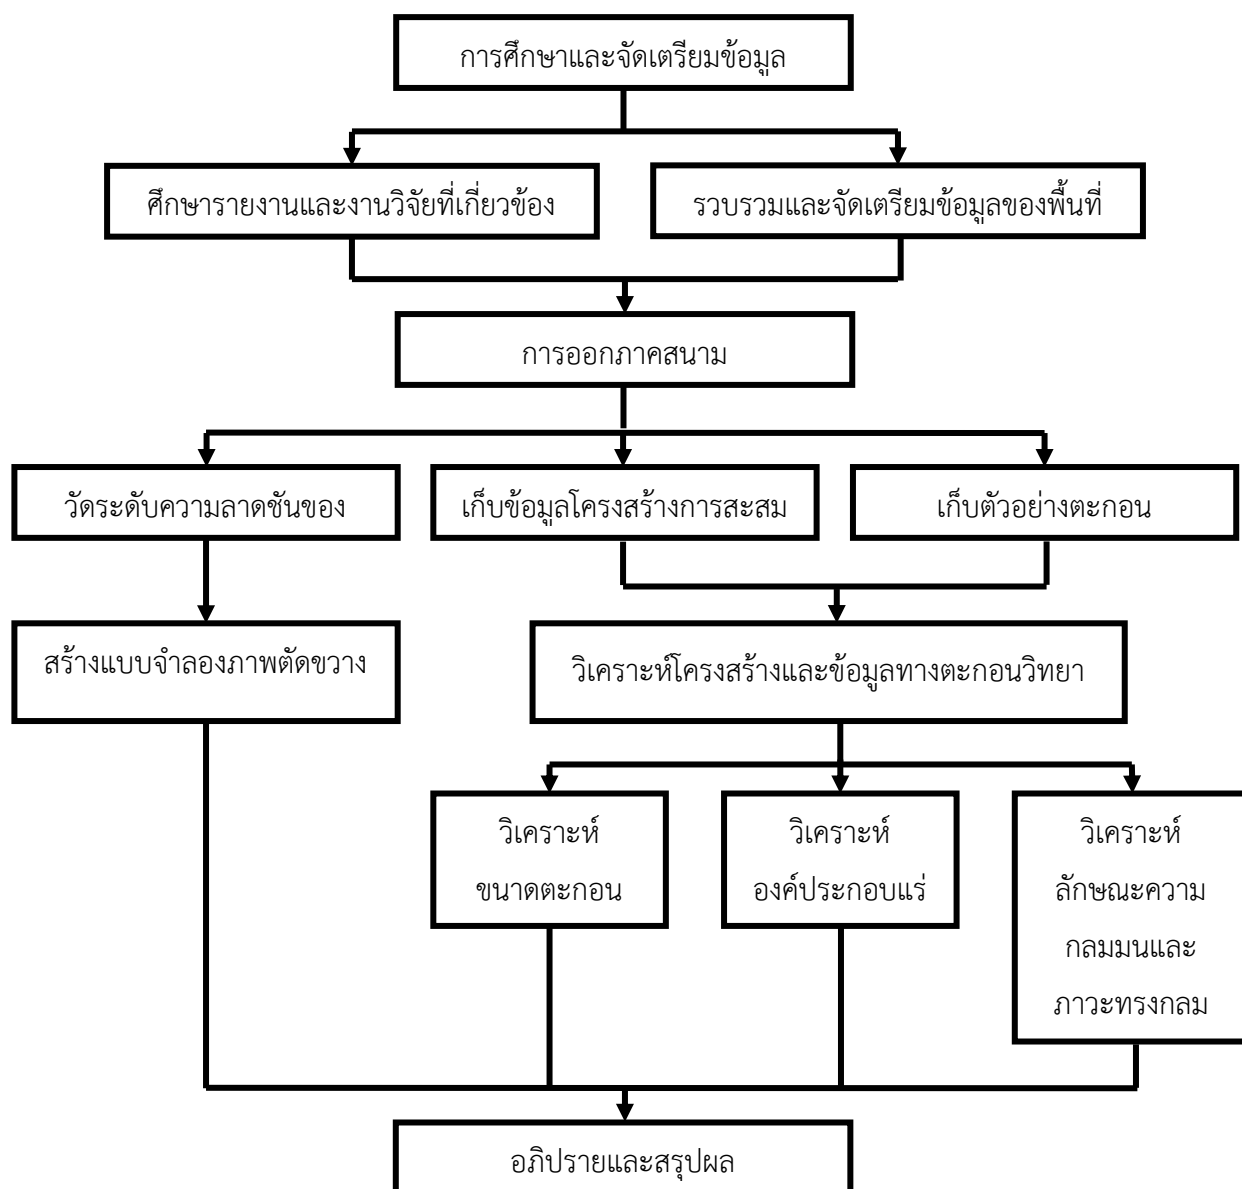 การศึกษาและจัดเตรียมข้อมูล
ศึกษารายงานและงานวิจัยที่เกี่ยวข้อง
รวบรวมและจัดเตรียมข้อมูลของพื้นที่
การออกภาคสนาม
วัดระดับความลาดชันของ
เก็บข้อมูลโครงสร้างการสะสม
เก็บตัวอย่างตะกอน
สร้างแบบจำลองภาพตัดขวาง
วิเคราะห์โครงสร้างและข้อมูลทางตะกอนวิทยา
วิเคราะห์
ขนาดตะกอน
วิเคราะห์
องค์ประกอบแร่
วิเคราะห์
ลักษณะความ
กลมมนและ
ภาวะทรงกลม
อภิปรายและสรุปผล